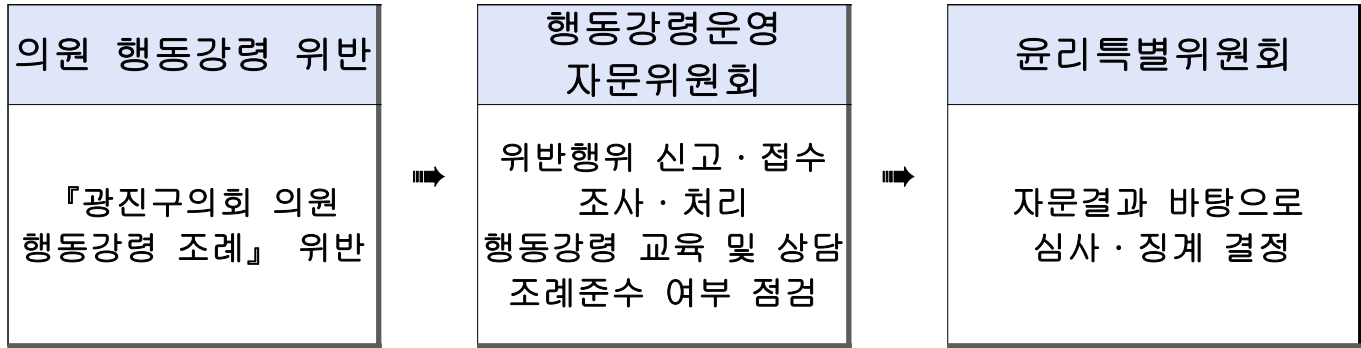 의원 행동강령 위반
『광진구의회 의원
행동강령 조례』 위반
➠
행동강령운영
자문위원회
위반행위 신고 · 접수
조사 · 처리
행동강령 교육 및 상담
조례준수 여부 점검
➠
윤리특별위원회
자문결과 바탕으로
심사 · 징계 결정